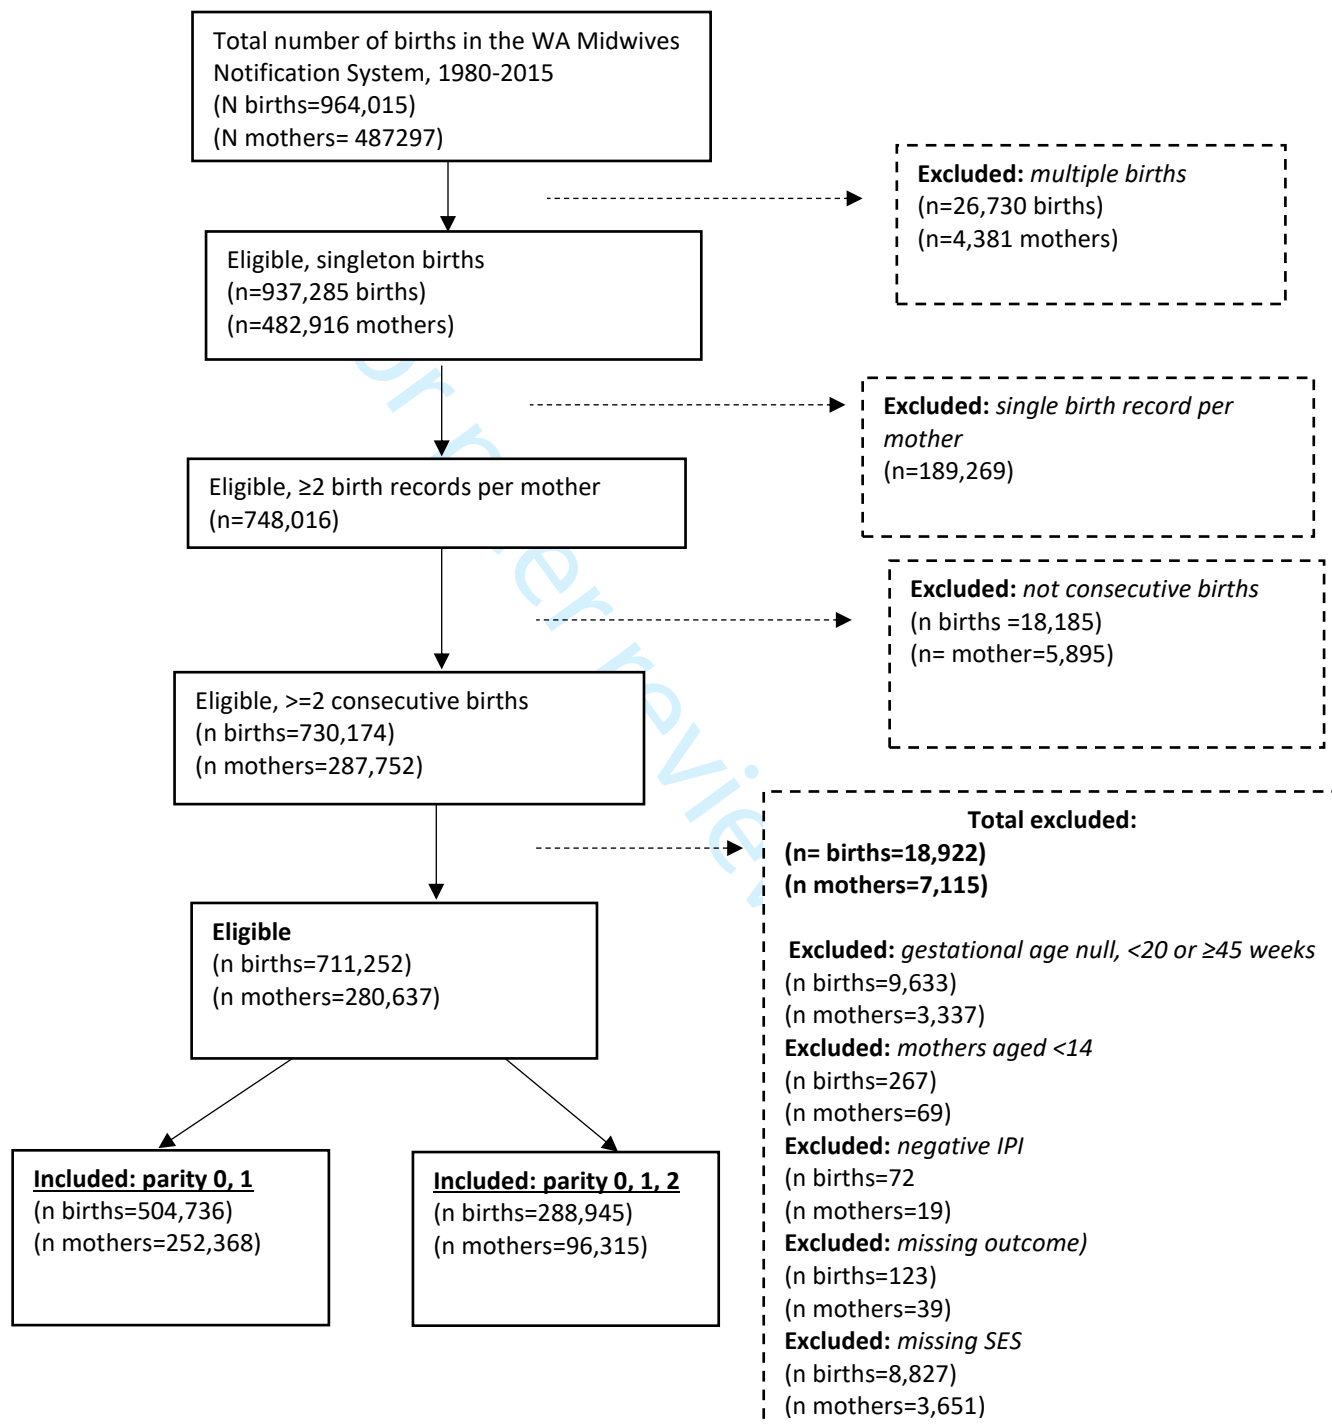 Total number of births in the WA Midwives
Notification System, 1980-2015
(N births=964,015)
(N mothers= 487297)
Excluded: multiple births
(n=26,730 births)
(n=4,381 mothers)
Eligible, singleton births
(n=937,285 births)
(n=482,916 mothers)
Excluded: single birth record per
mother
(n=189,269)
Eligible, ≥2 birth records per mother
(n=748,016)
Excluded: not consecutive births
(n births =18,185)
(n= mother=5,895)
Eligible, >=2 consecutive births
(n births=730,174)
(n mothers=287,752)
Total excluded:
(n= births=18,922)
(n mothers=7,115)
Excluded: gestational age null, <20 or ≥45 weeks
(n births=9,633)
(n mothers=3,337)
Excluded: mothers aged <14
(n births=267)
(n mothers=69)
Excluded: negative IPI
(n births=72
(n mothers=19)
Excluded: missing outcome)
(n births=123)
(n mothers=39)
Excluded: missing SES
(n births=8,827)
(n mothers=3,651)
Eligible
(n births=711,252)
(n mothers=280,637)
Included: parity 0, 1
(n births=504,736)
(n mothers=252,368)
Included: parity 0, 1, 2
(n births=288,945)
(n mothers=96,315)